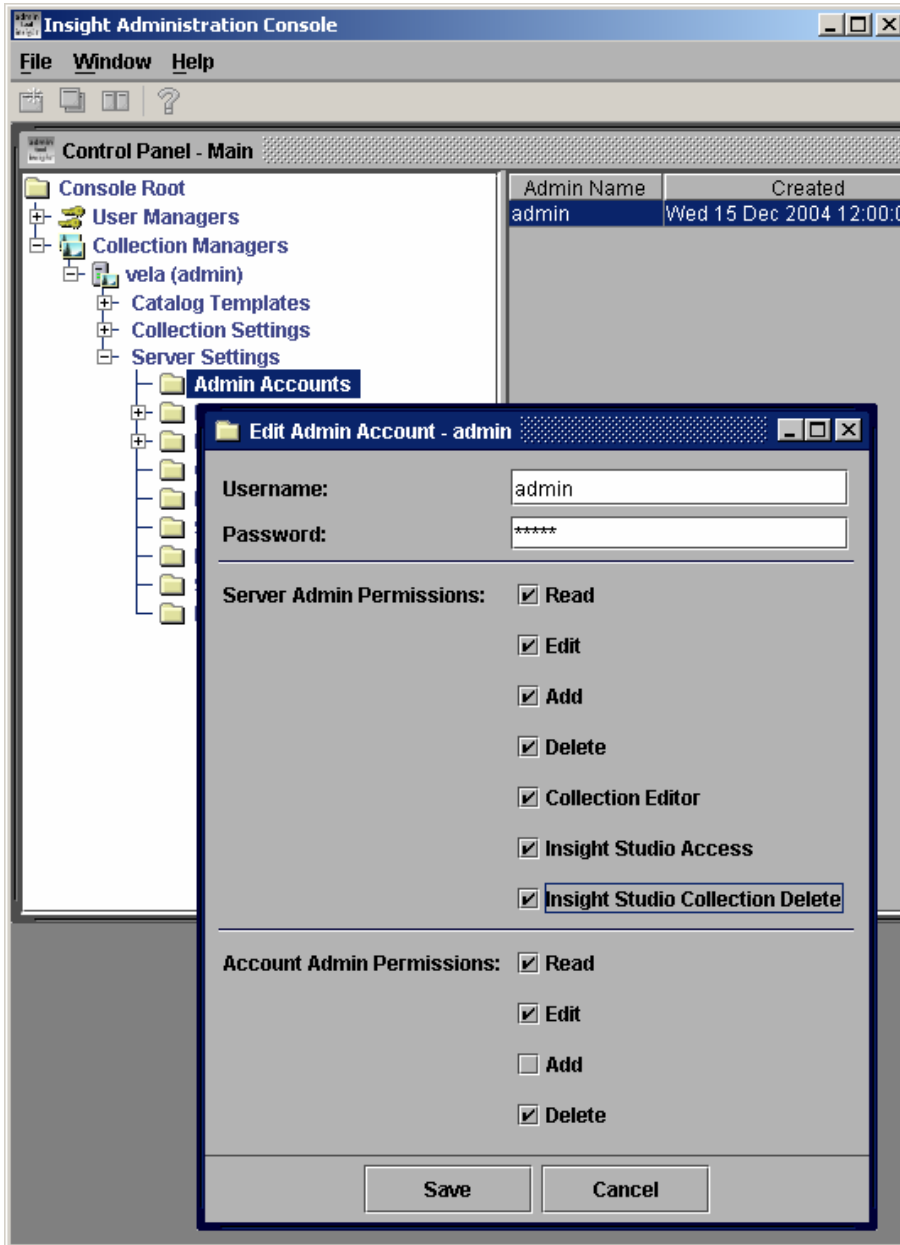 Insight Administration Console
File Window Help
Control Panel - Main
Console Root
User Managers
Collection Managers
vela (admin)
Catalog Templates
Collection Settings
Server Settings
Admin Accounts
Admin Name Created
admin Wed 15 Dec 2004 12:00:0
Edit Admin Account - admin
Username: admin
Password: *****
Server Admin Permissions: Read
Edit
Add
Delete
Collection Editor
Insight Studio Access
Insight Studio Collection Delete
Account Admin Permissions: Read
Edit
Add
Delete
Save Cancel